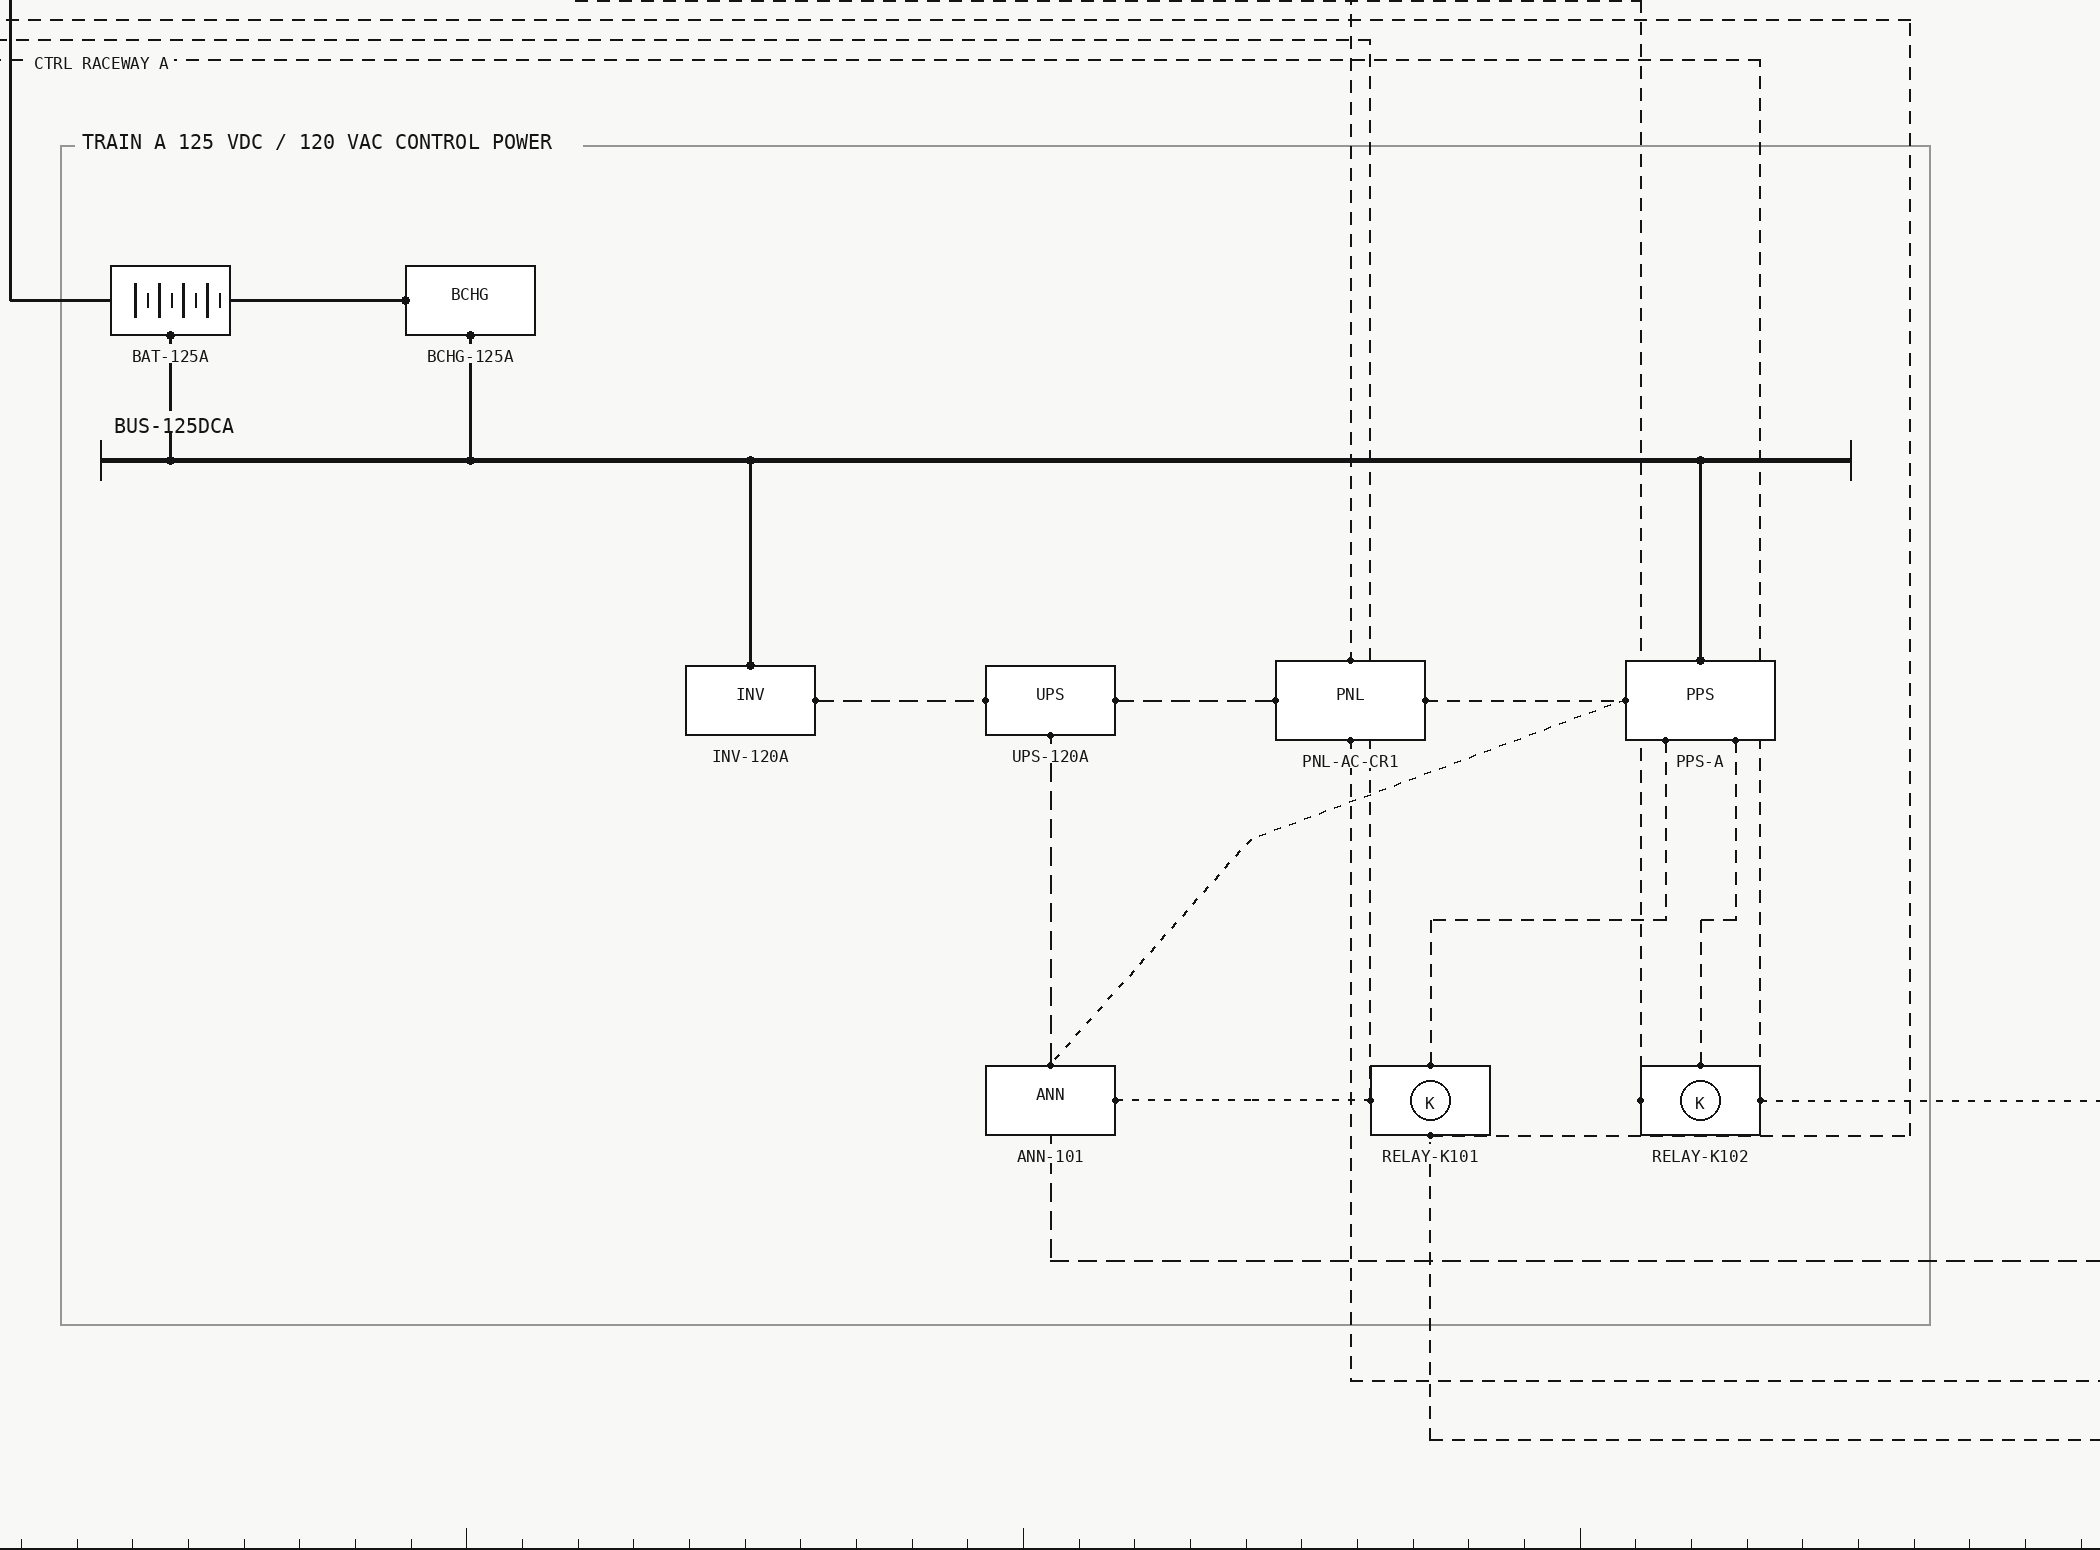 CTRL RACEWAY A
TRAIN A 125 VDC / 120 VAC CONTROL POWER
BCHG
BAT-125A
BCHG-125A
BUS-125DCA
INV
UPS
PNL
PPS
INV-120A
UPS-120A
PNL-AC-CR1
PPS-A
ANN
K
K
ANN-101
RELAY-K101
RELAY-K102